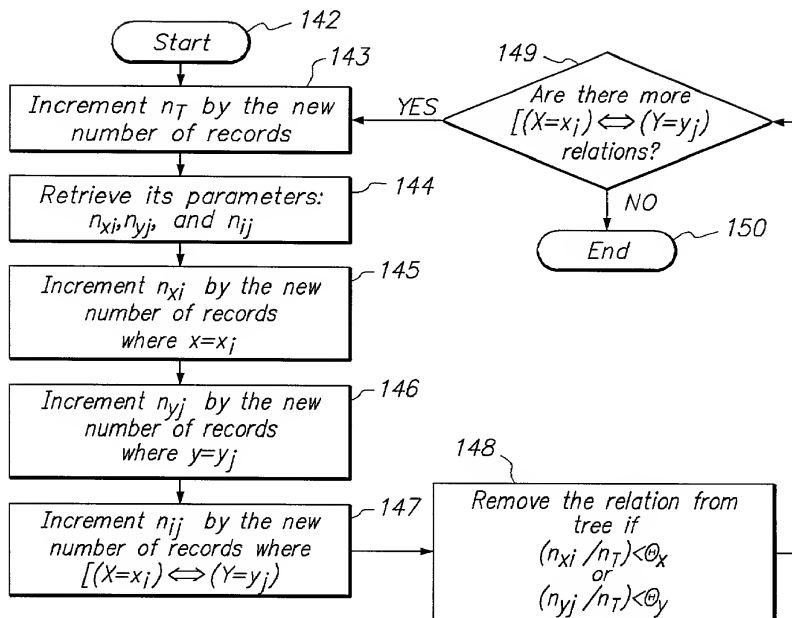 142
Start
143
Increment n_T by the new
number of records
144
Retrieve its parameters:
n_xi, n_yj, and n_ij
145
Increment n_xi by the new
number of records
where x=x_i
146
Increment n_yj by the new
number of records
where y=y_j
147
Increment n_ij by the new
number of records where
[(X=x_i) ⟺ (Y=y_j)
148
Remove the relation from
tree if
(n_xi /n_T)<Θ_x
or
(n_yj /n_T)<Θ_y
149
Are there more
[(X=x_i) ⟺ (Y=y_j)
relations?
YES
NO
150
End